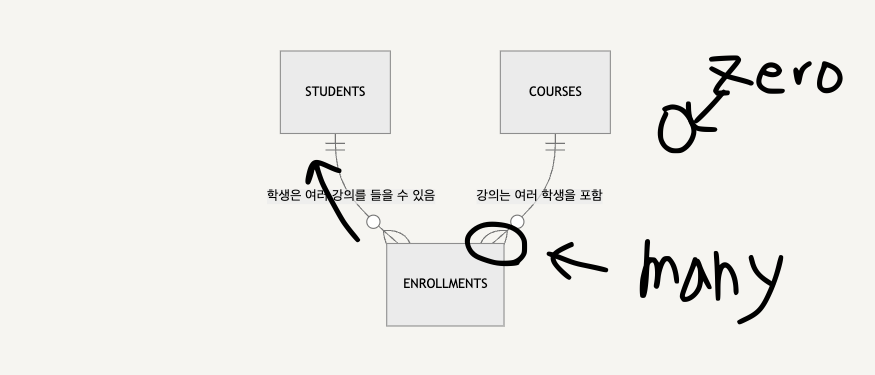 STUDENTS
COURSES
zero
학생은 여러 강의를 들을 수 있음
강의는 여러 학생을 포함
many
ENROLLMENTS